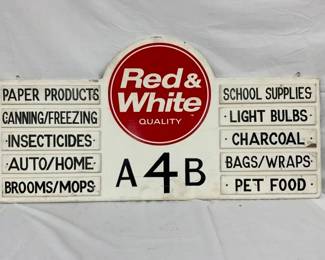 Red &
White
QUALITY
PAPER PRODUCTS
CANNING/FREEZING
INSECTICIDES
AUTO/HOME
BROOMS/MOPS
A 4 B
SCHOOL SUPPLIES
LIGHT BULBS
CHARCOAL
BAGS/WRAPS
PET FOOD